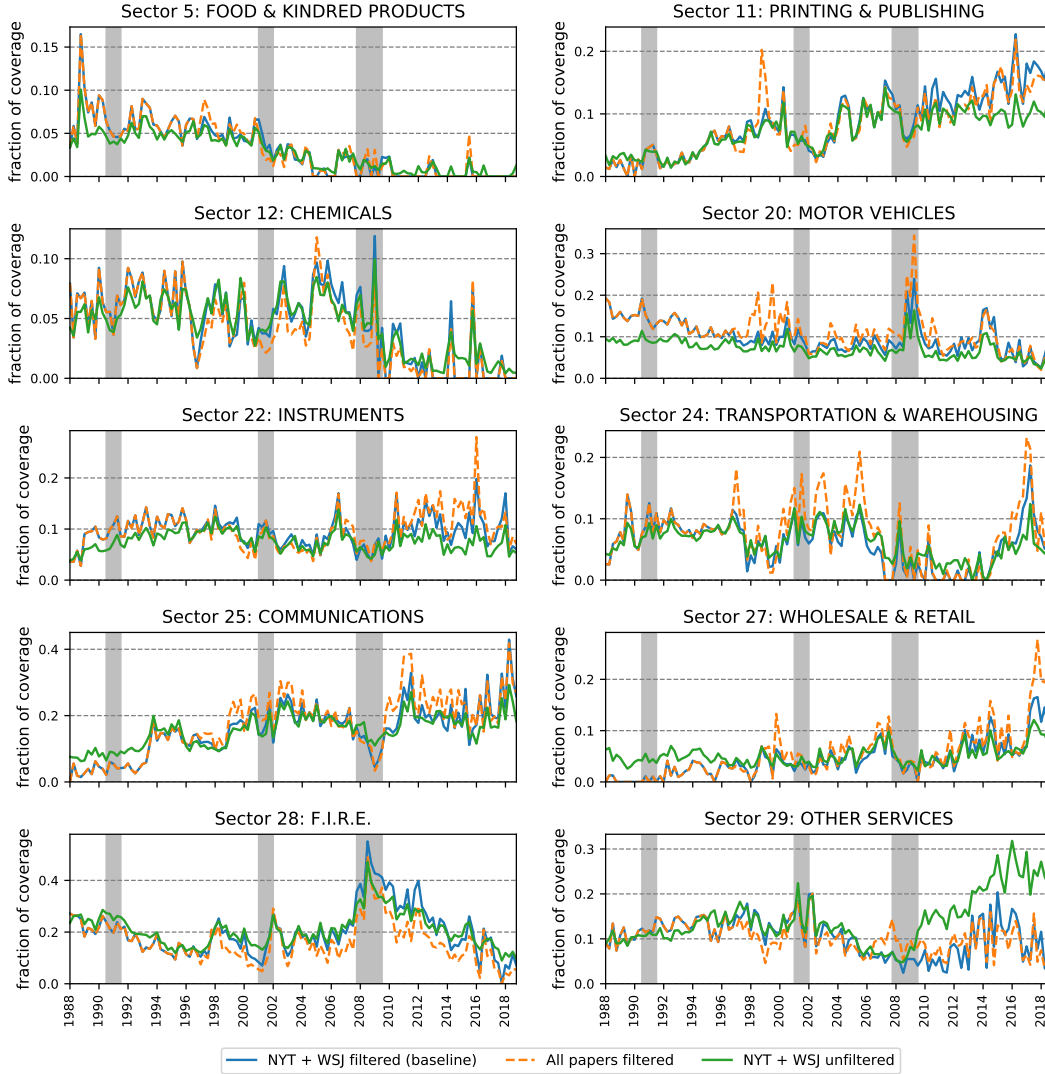 Sector 5: FOOD & KINDRED PRODUCTS
fraction of coverage
0.15
0.10
0.05
0.00
Sector 11: PRINTING & PUBLISHING
fraction of coverage
0.2
0.1
0.0
Sector 12: CHEMICALS
fraction of coverage
0.10
0.05
0.00
Sector 20: MOTOR VEHICLES
fraction of coverage
0.3
0.2
0.1
0.0
Sector 22: INSTRUMENTS
fraction of coverage
0.2
0.1
0.0
Sector 24: TRANSPORTATION & WAREHOUSING
fraction of coverage
0.2
0.1
0.0
Sector 25: COMMUNICATIONS
fraction of coverage
0.4
0.2
0.0
Sector 27: WHOLESALE & RETAIL
fraction of coverage
0.2
0.1
0.0
Sector 28: F.I.R.E.
fraction of coverage
0.4
0.2
0.0
1988 1990 1992 1994 1996 1998 2000 2002 2004 2006 2008 2010 2012 2014 2016 2018
Sector 29: OTHER SERVICES
fraction of coverage
0.3
0.2
0.1
0.0
1988 1990 1992 1994 1996 1998 2000 2002 2004 2006 2008 2010 2012 2014 2016 2018
NYT + WSJ filtered (baseline) All papers filtered NYT + WSJ unfiltered